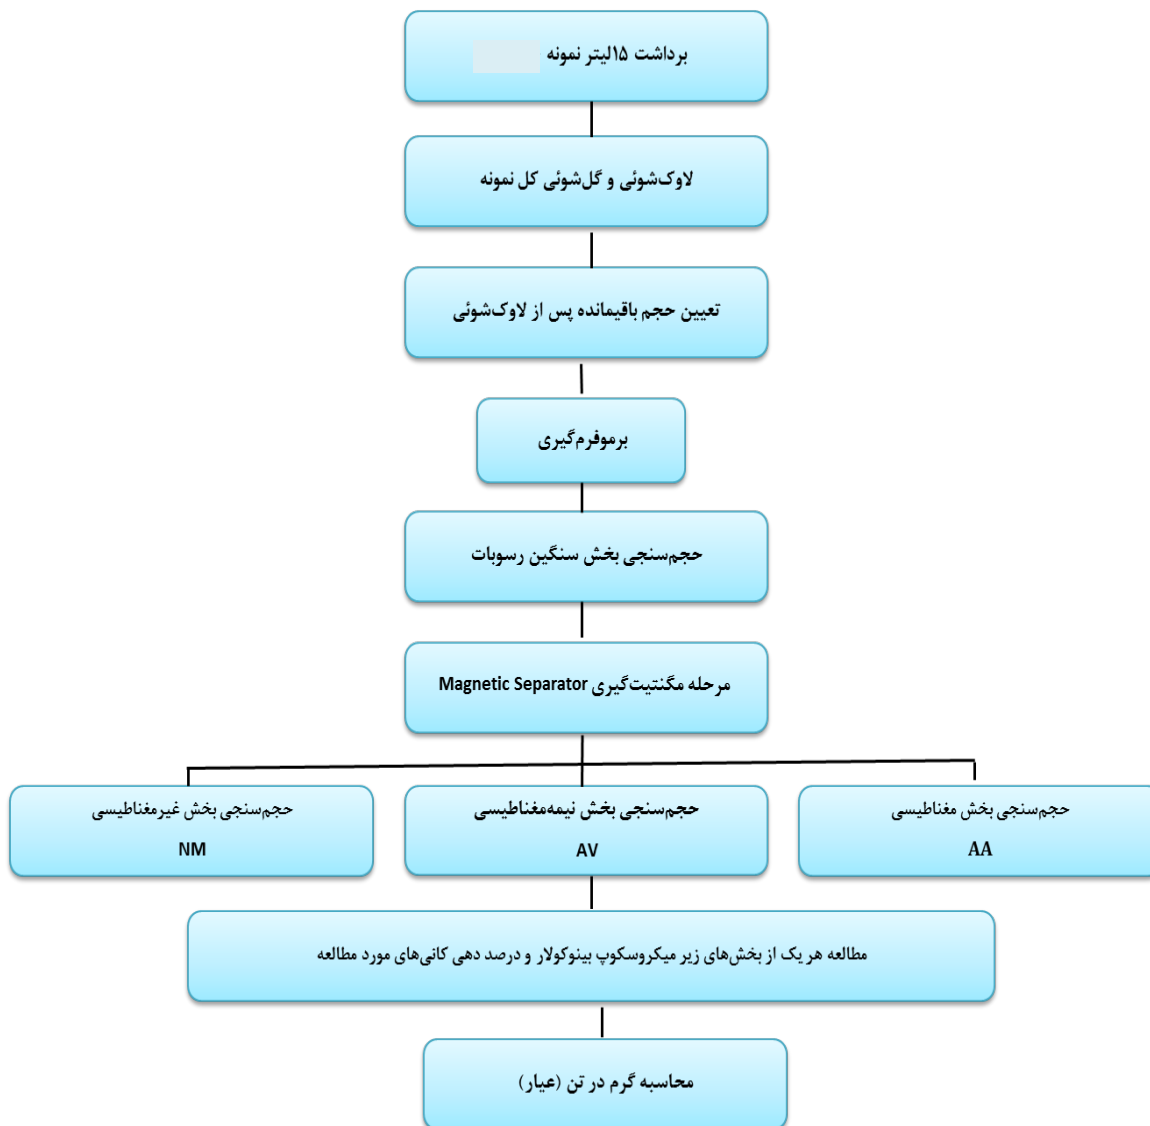 برداشت ۱۵لیتر نمونه
لاوک‌شوئی و گل‌شوئی کل نمونه
تعیین حجم باقیمانده پس از لاوک‌شوئی
برموفرم‌گیری
حجم‌سنجی بخش سنگین رسوبات
مرحله مگنتیت‌گیری Magnetic Separator
حجم‌سنجی بخش مغناطیسی
AA
حجم‌سنجی بخش نیمه‌مغناطیسی
AV
حجم‌سنجی بخش غیرمغناطیسی
NM
مطالعه هر یک از بخش‌های زیر میکروسکوپ بینوکولار و درصد دهی کانی‌های مورد مطالعه
محاسبه گرم در تن (عیار)